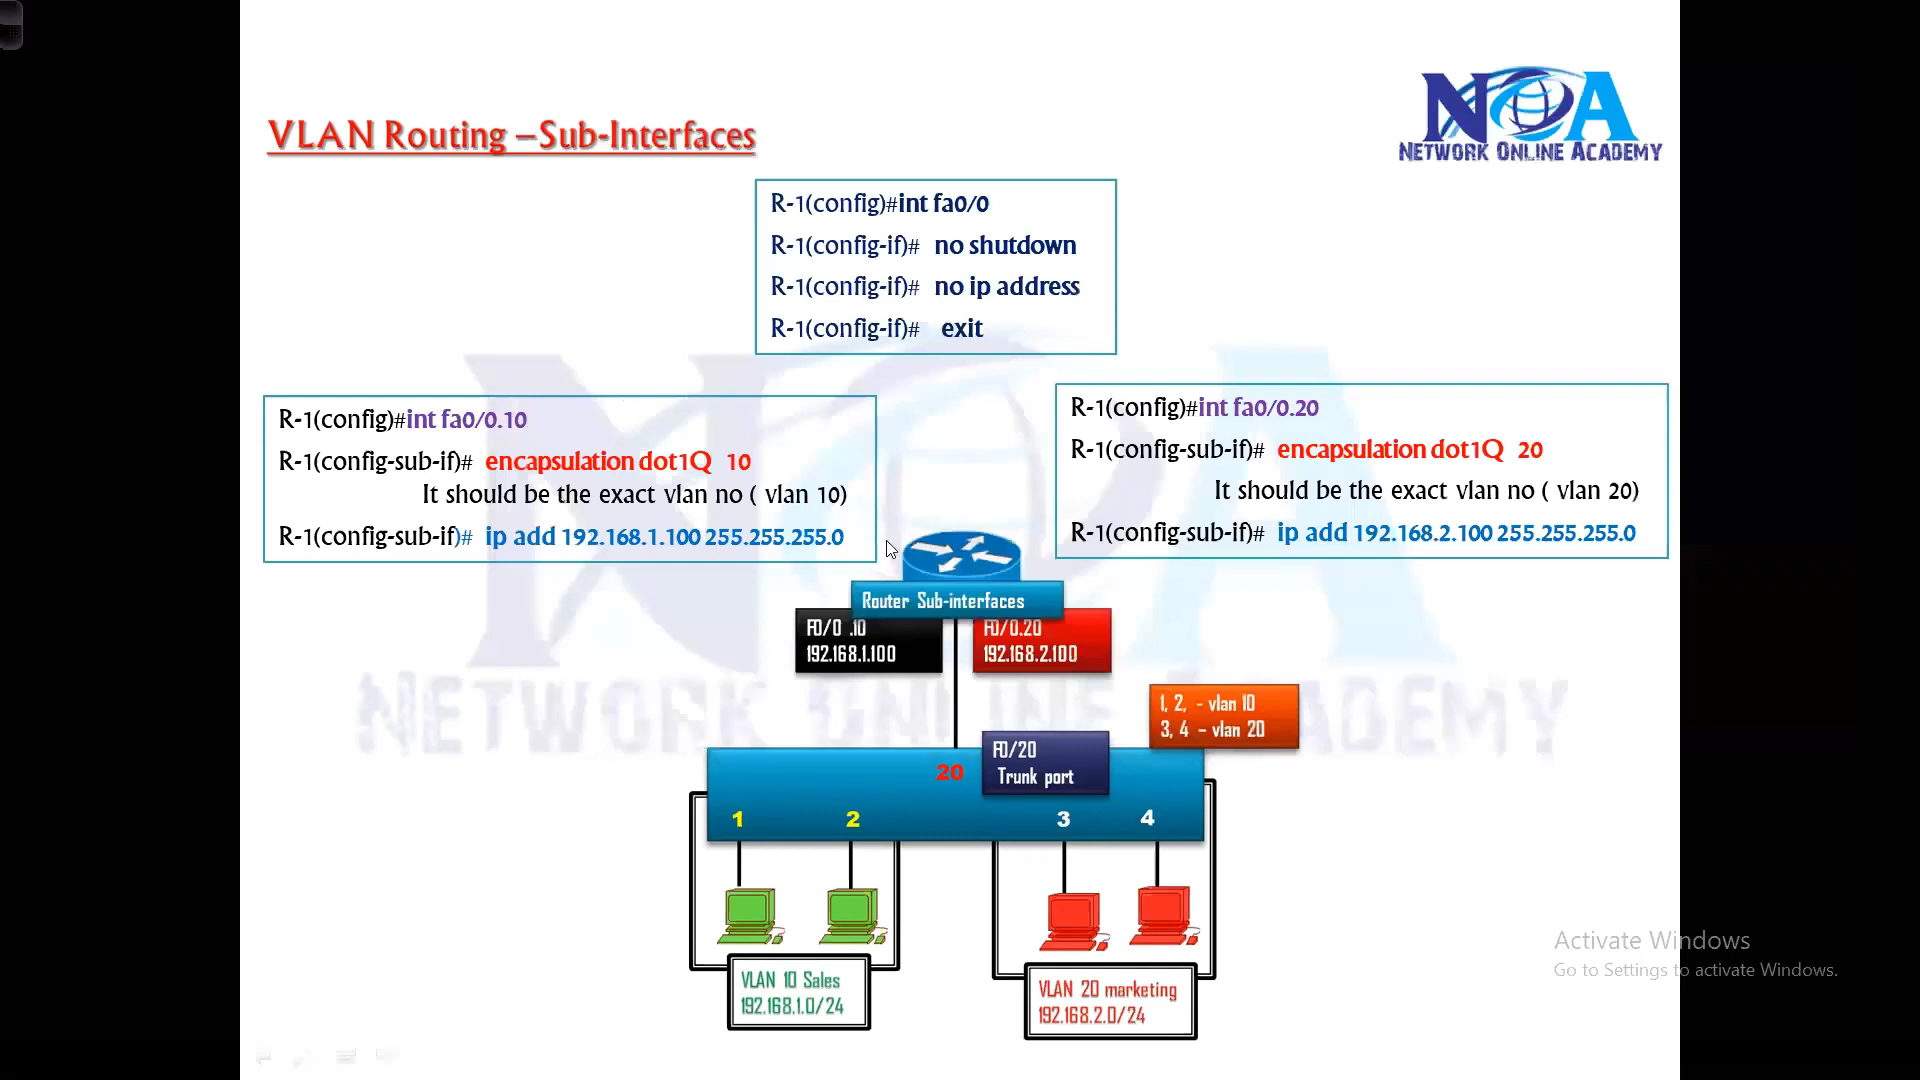 VLAN Routing –Sub-Interfaces
NOA
NETWORK ONLINE ACADEMY
R-1(config)#int fa0/0
R-1(config-if)# no shutdown
R-1(config-if)# no ip address
R-1(config-if)# exit
R-1(config)#int fa0/0.10
R-1(config-sub-if)# encapsulation dot1Q 10
It should be the exact vlan no ( vlan 10)
R-1(config-sub-if)# ip add 192.168.1.100 255.255.255.0
R-1(config)#int fa0/0.20
R-1(config-sub-if)# encapsulation dot1Q 20
It should be the exact vlan no ( vlan 20)
R-1(config-sub-if)# ip add 192.168.2.100 255.255.255.0
Router Sub-interfaces
F0/0 .10
192.168.1.100
F0/0.20
192.168.2.100
1, 2, - vlan 10
3, 4 – vlan 20
NETWORK ONLINE ACADEMY
20
F0/20
Trunk port
1 2 3 4
VLAN 10 Sales
192.168.1.0/24
VLAN 20 marketing
192.168.2.0/24
Activate Windows
Go to Settings to activate Windows.